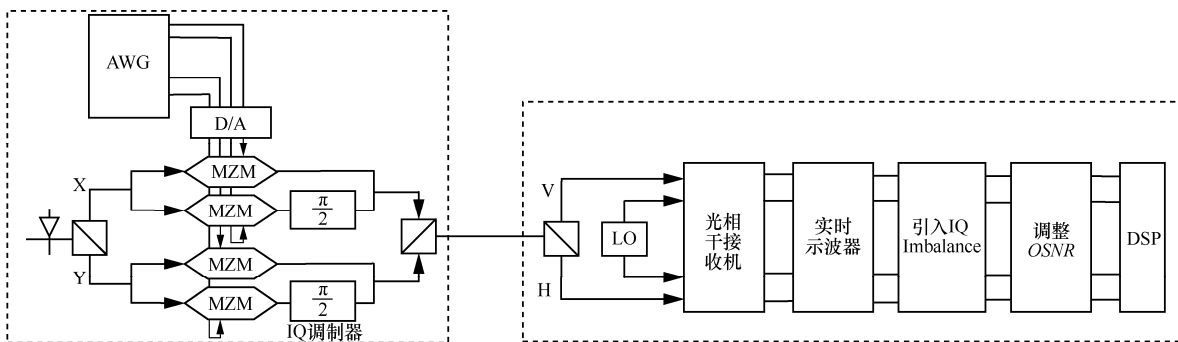 AWG
D/A
MZM
X
MZM
π
2
MZM
Y
MZM
π
2
IQ调制器
V
LO
H
光相
干接
收机
实时
示波器
引入IQ
Imbalance
调整
OSNR
DSP